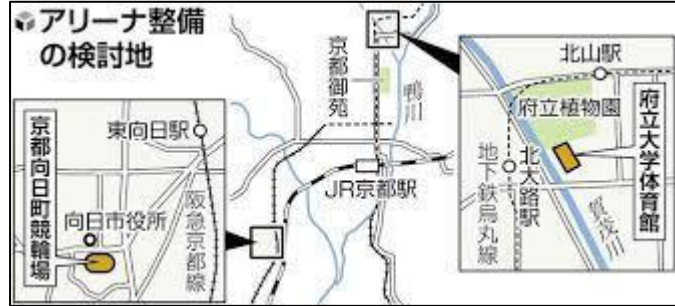 アリーナ整備
の検討地
京都向日町競輪場
東向日駅
向日市役所
阪急京都線
京都御苑
鴨川
JR京都駅
北山駅
府立植物園
北大路駅
地下鉄烏丸線
賀茂川
府立大学体育館